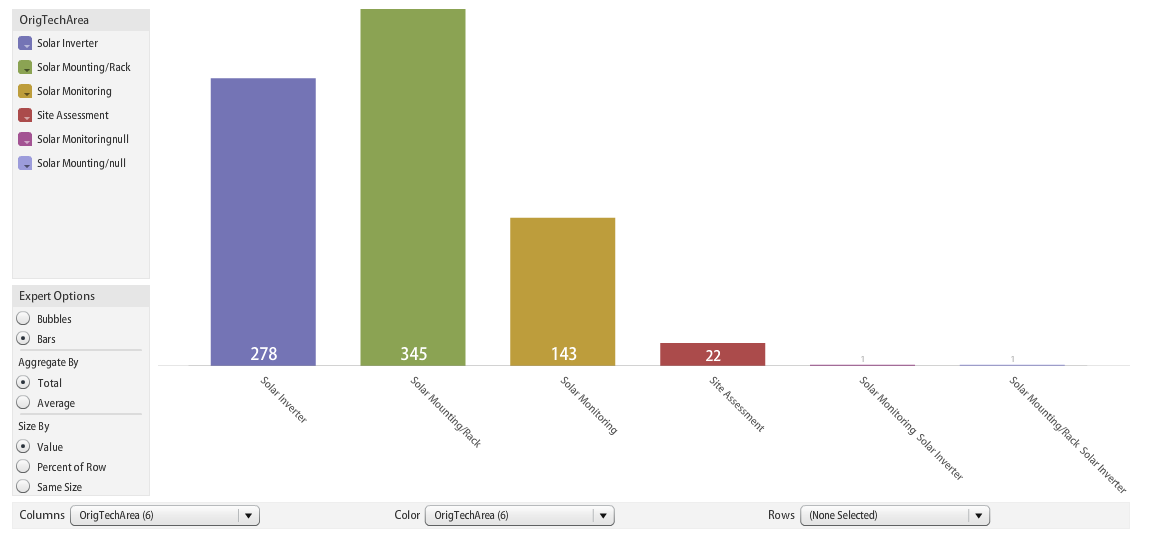 OrigTechArea
Solar Inverter
Solar Mounting/Rack
Solar Monitoring
Site Assessment
Solar Monitoringnull
Solar Mounting/null
Expert Options
Bubbles
Bars
Aggregate By
Total
Average
Size By
Value
Percent of Row
Same Size
278
345
143
22
1
1
Solar Inverter
Solar Mounting/Rack
Solar Monitoring
Site Assessment
Solar Monitoring Solar Inverter
Solar Mounting/Rack Solar Inverter
Columns OrigTechArea (6) Color OrigTechArea (6) Rows (None Selected)